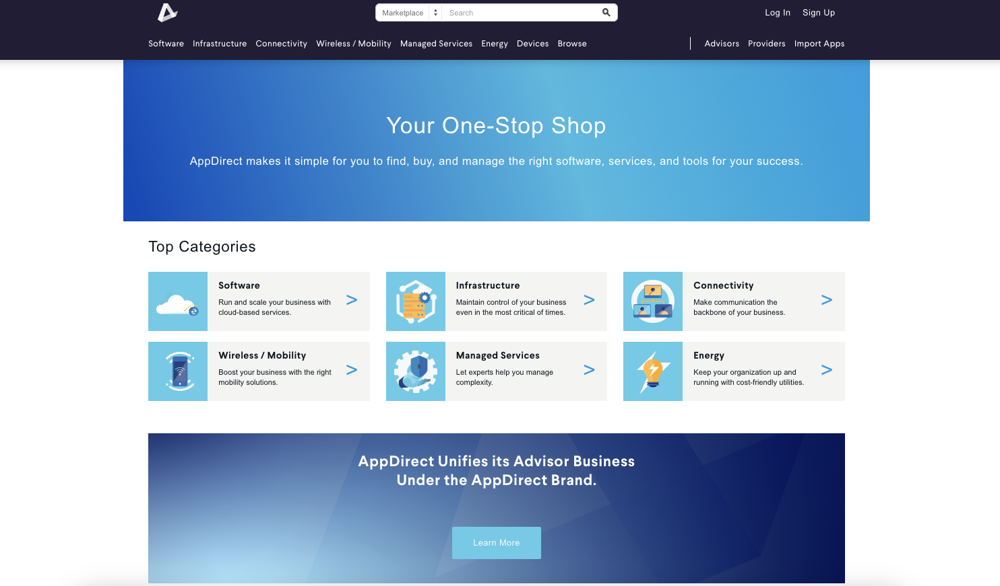 Marketplace
Search
Log In
Sign Up
Software
Infrastructure
Connectivity
Wireless / Mobility
Managed Services
Energy
Devices
Browse
Advisors
Providers
Import Apps
Your One-Stop Shop
AppDirect makes it simple for you to find, buy, and manage the right software, services, and tools for your success.
Top Categories
Software
Run and scale your business with
cloud-based services.
>
Infrastructure
Maintain control of your business
even in the most critical of times.
>
Connectivity
Make communication the
backbone of your business.
>
Wireless / Mobility
Boost your business with the right
mobility solutions.
>
Managed Services
Let experts help you manage
complexity.
>
Energy
Keep your organization up and
running with cost-friendly utilities.
>
AppDirect Unifies its Advisor Business
Under the AppDirect Brand.
Learn More